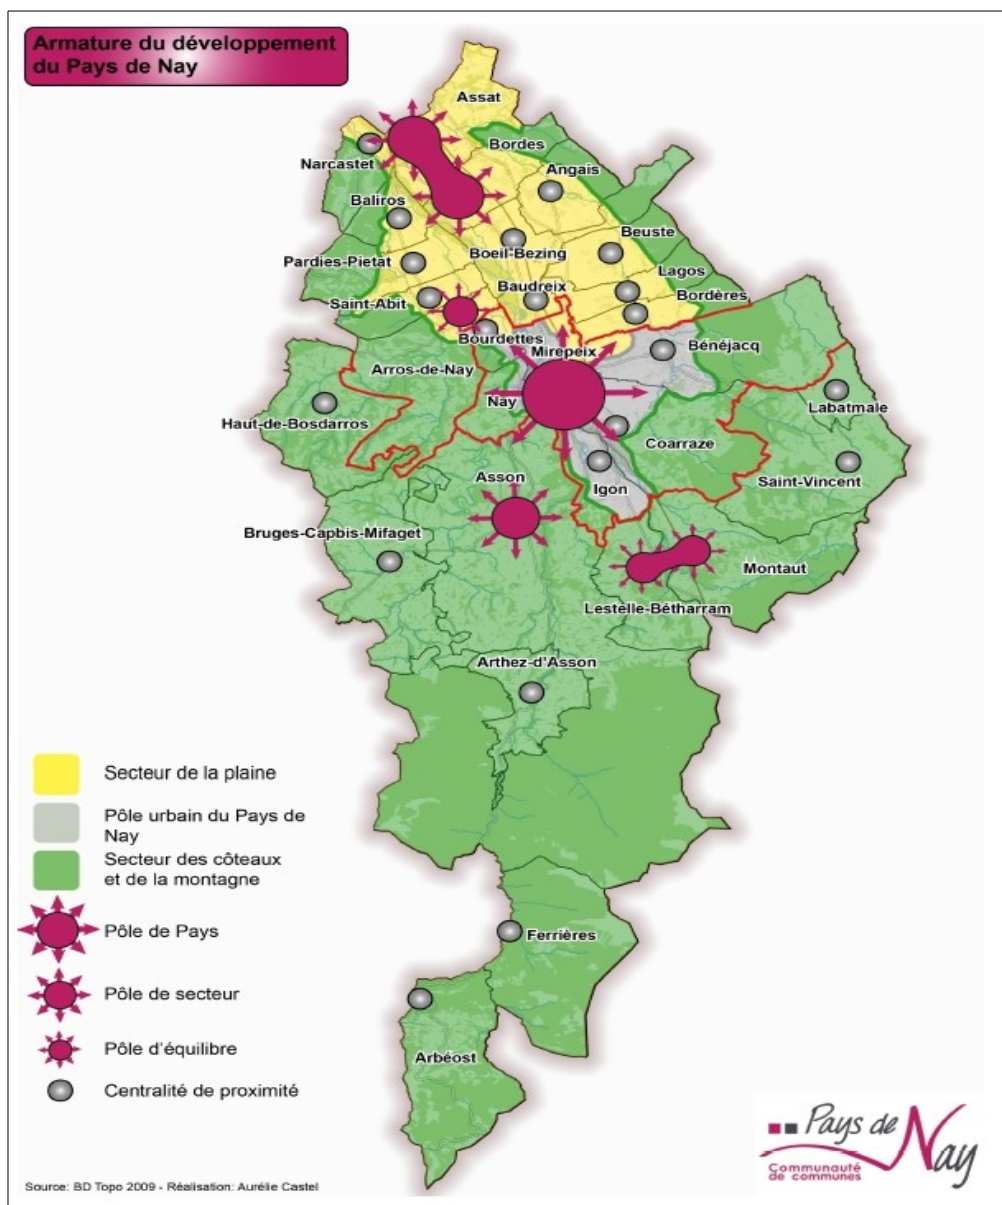 Armature du développement
du Pays de Nay
Assat
Bordes
Narcastet
Angais
Baliros
Beuste
Boeil-Bezing
Pardies-Pietat
Lagos
Baudreix
Saint-Abit
Bordères
Bourdettes
Mirepeix
Bénéjacq
Arros-de-Nay
Nay
Labatmale
Haut-de-Bosdarros
Coarraze
Asson
Saint-Vincent
Igon
Bruges-Capbis-Mifaget
Montaut
Lestelle-Bétharram
Arthez-d'Asson
Secteur de la plaine
Pôle urbain du Pays de
Nay
Secteur des côteaux
et de la montagne
Pôle de Pays
Ferrières
Pôle de secteur
Pôle d'équilibre
Arbéost
Centralité de proximité
Pays de Nay
Communauté
de communes
Source: BD Topo 2009 - Réalisation: Aurélie Castel